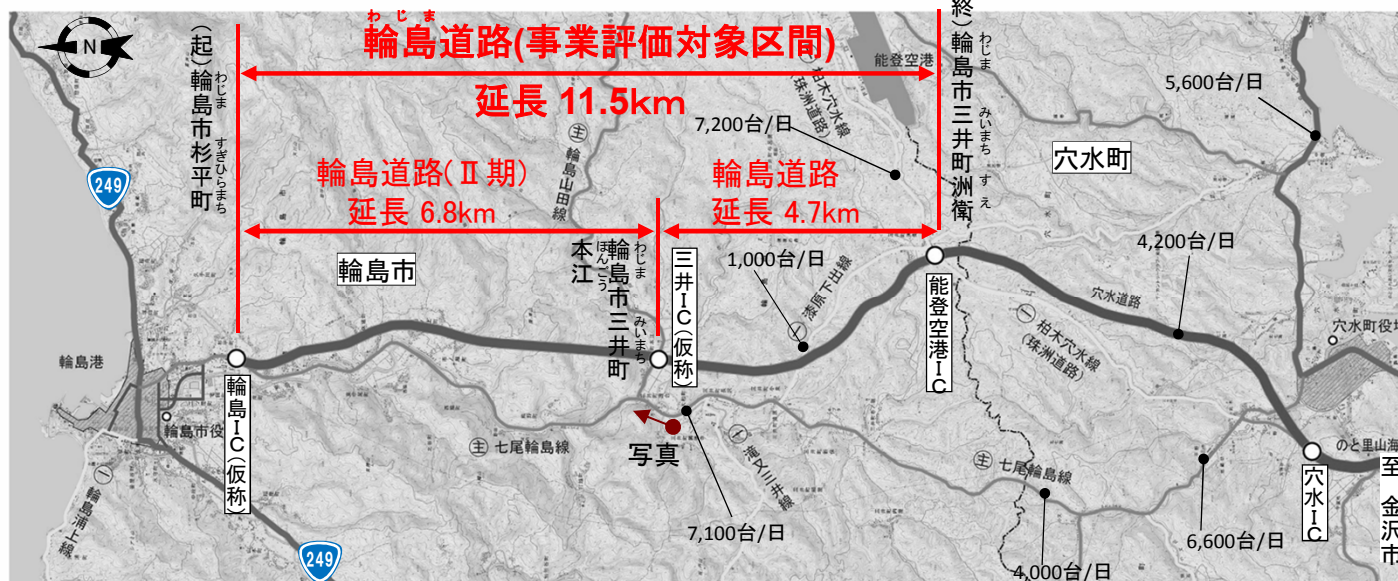 N
わじま
輪島道路(事業評価対象区間)
延長 11.5km
(起)輪島市杉平町
わじま すぎひらまち
終)輪島市三井町洲衛
わじま みいまち すえ
能登空港
㊀柏木穴水線
(珠洲道路)
7,200台/日
5,600台/日
穴水町
249
輪島道路(Ⅱ期)
延長 6.8km
㊤輪島山田線
輪島道路
延長 4.7km
輪島市
輪島市三井町
わじま みいまち
本江
ほんごう
三井IC(仮称)
1,000台/日
㊀漆原下出線
能登空港IC
4,200台/日
穴水道路
㊀柏木穴水線
(珠洲道路)
穴水町役場
輪島港
輪島市役
輪島IC(仮称)
㊤七尾輪島線
写真
㊀滝又三井線
7,100台/日
㊤七尾輪島線
4,000台/日
6,600台/日
穴水IC
のと里山海
至 金沢市
㊀輪島浦上線
249